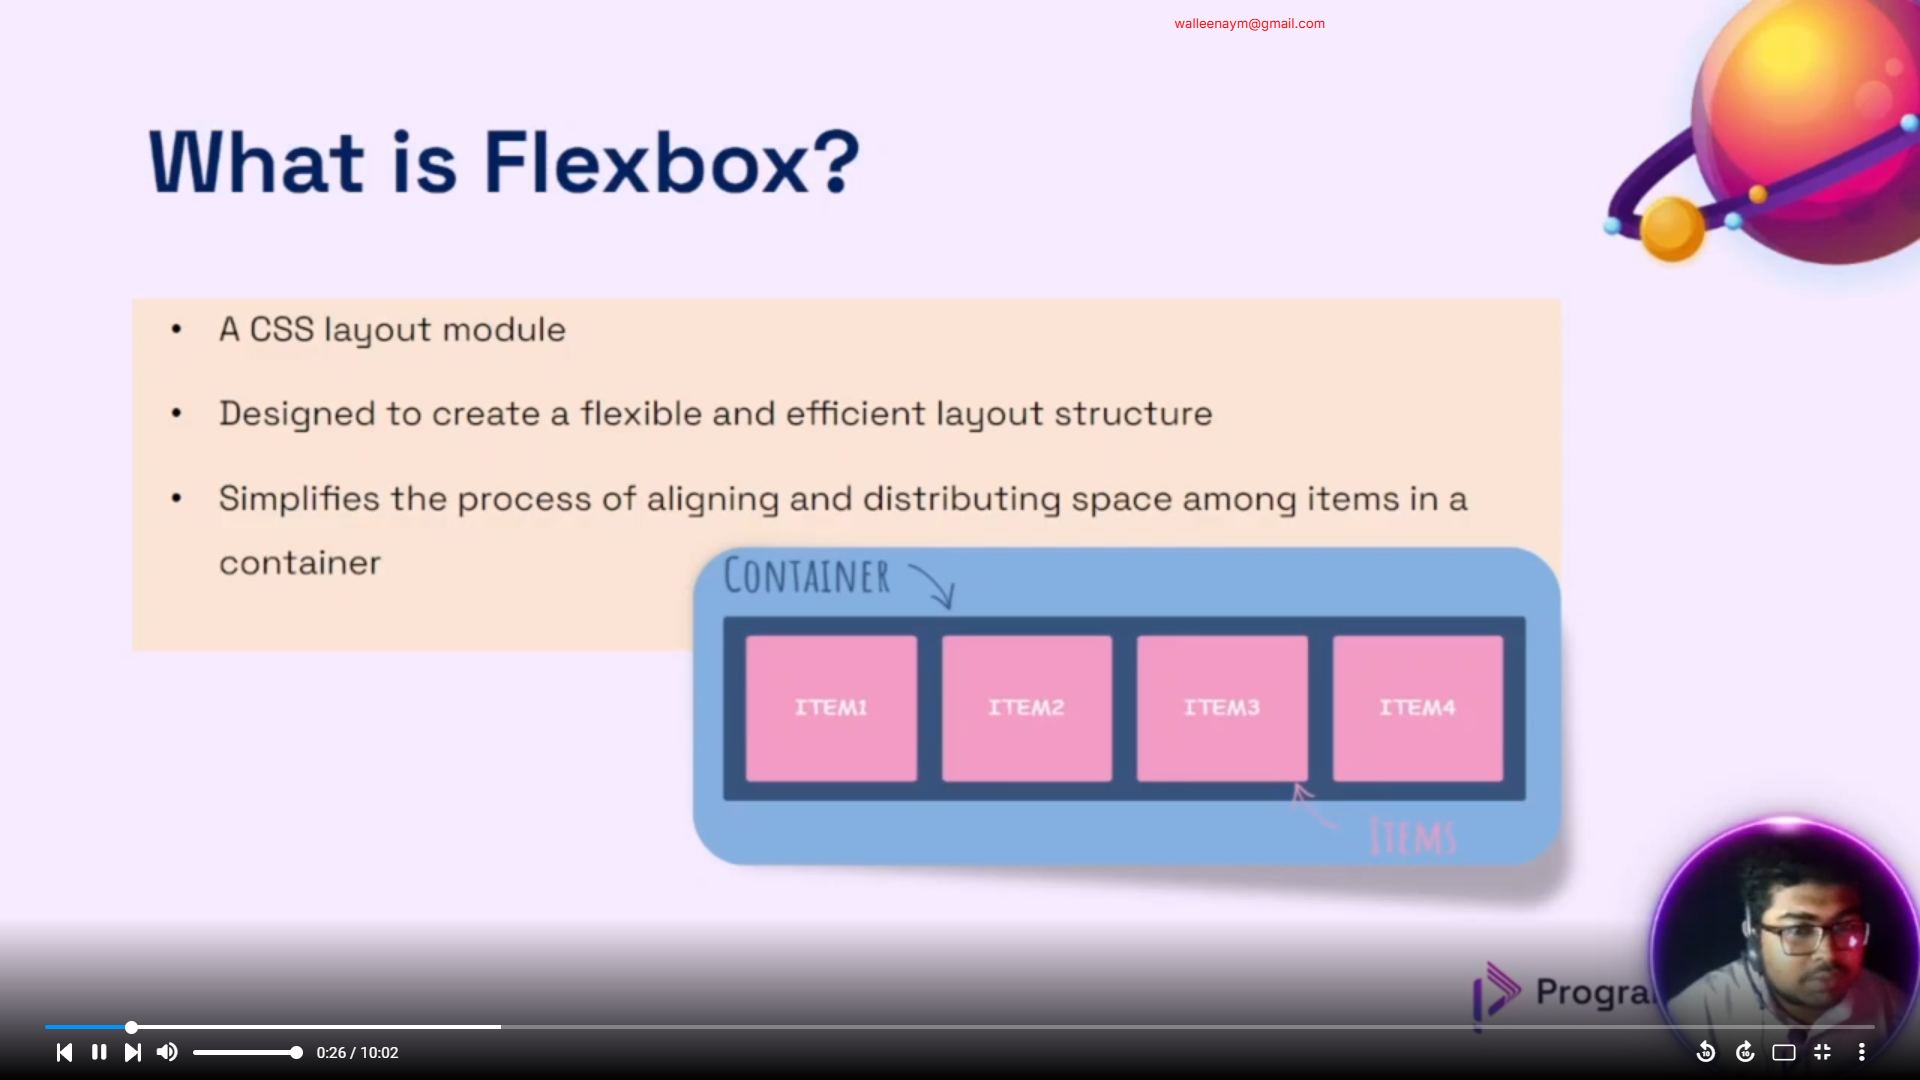 walleenaym@gmail.com
What is Flexbox?
• A CSS layout module
• Designed to create a flexible and efficient layout structure
• Simplifies the process of aligning and distributing space among items in a
container
CONTAINER
ITEM1 ITEM2 ITEM3 ITEM4
ITEMS
Progra
0:26 / 10:02
10 10